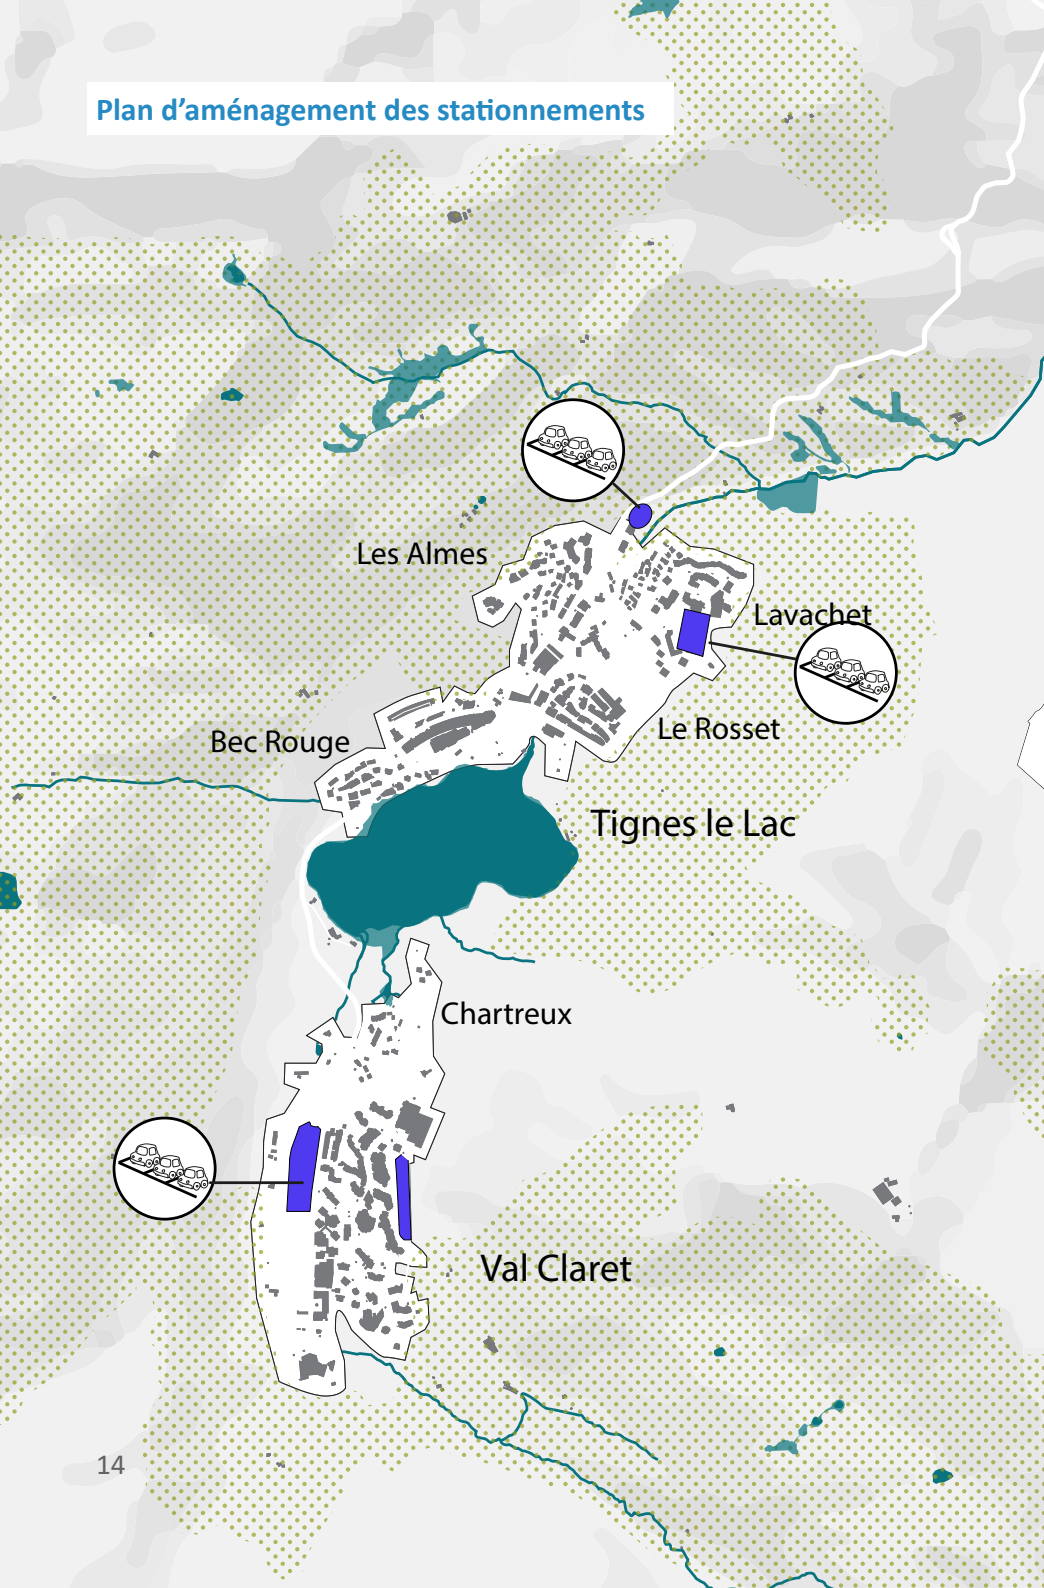 Plan d’aménagement des stationnements
Les Almes
Lavachet
Le Rosset
Bec Rouge
Tignes le Lac
Chartreux
Val Claret
14